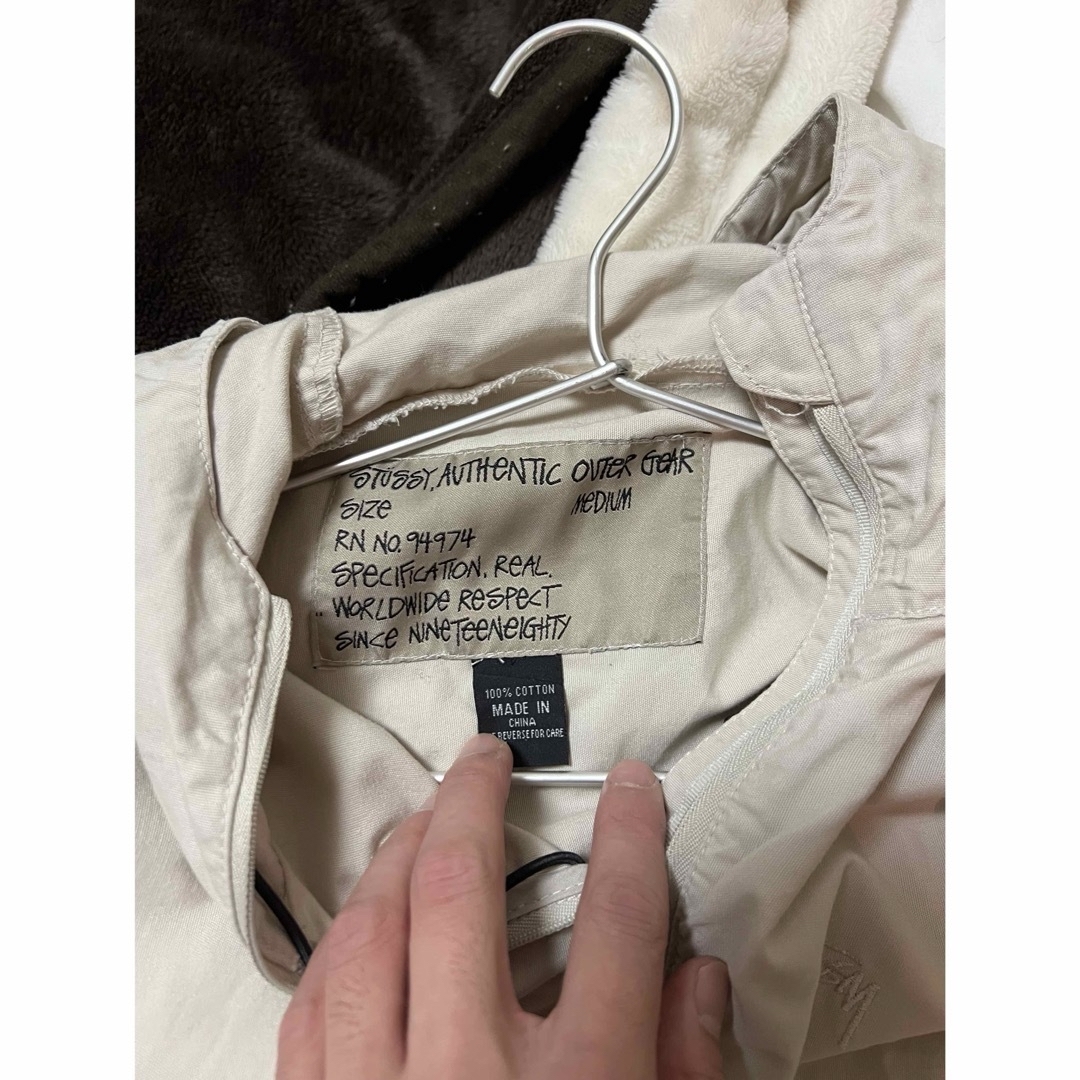 STÜSSY. AUTHENTIC OUTER GEAR
SIZE MEDIUM
RN NO. 94974
SPECIFICATION. REAL.
WORLDWIDE RESPECT
SINCE NINETEENEIGHTY
100% COTTON
MADE IN
CHINA
REVERSE FOR CARE